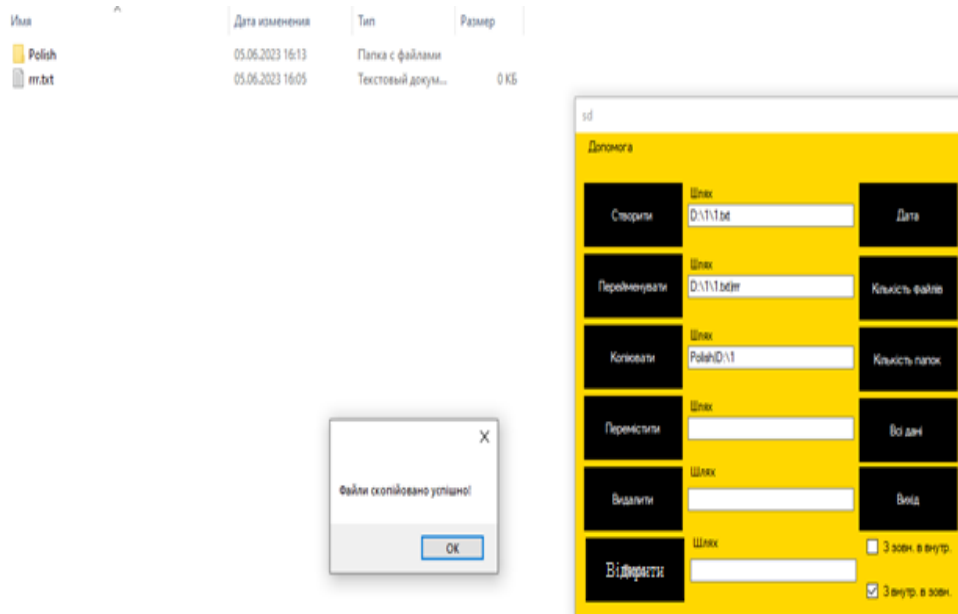 Имя Дата изменения Тип Размер
Polish 05.06.2023 16:13 Папка с файлами
rrr.txt 05.06.2023 16:05 Текстовый докум... 0 КБ
sd
Допомога
Шлях
Створити D:\1\1.txt Дата
Шлях
Перейменувати D:\1\1.txt|rrr Кількість файлів
Шлях
Копіювати Polish|D:\1 Кількість папок
Шлях
Перемістити Всі дані
Шлях
Видалити Вихід
Шлях
З зовн. в внутр.
З внутр. в зовн.
Файли скопійовано успішно!
OK